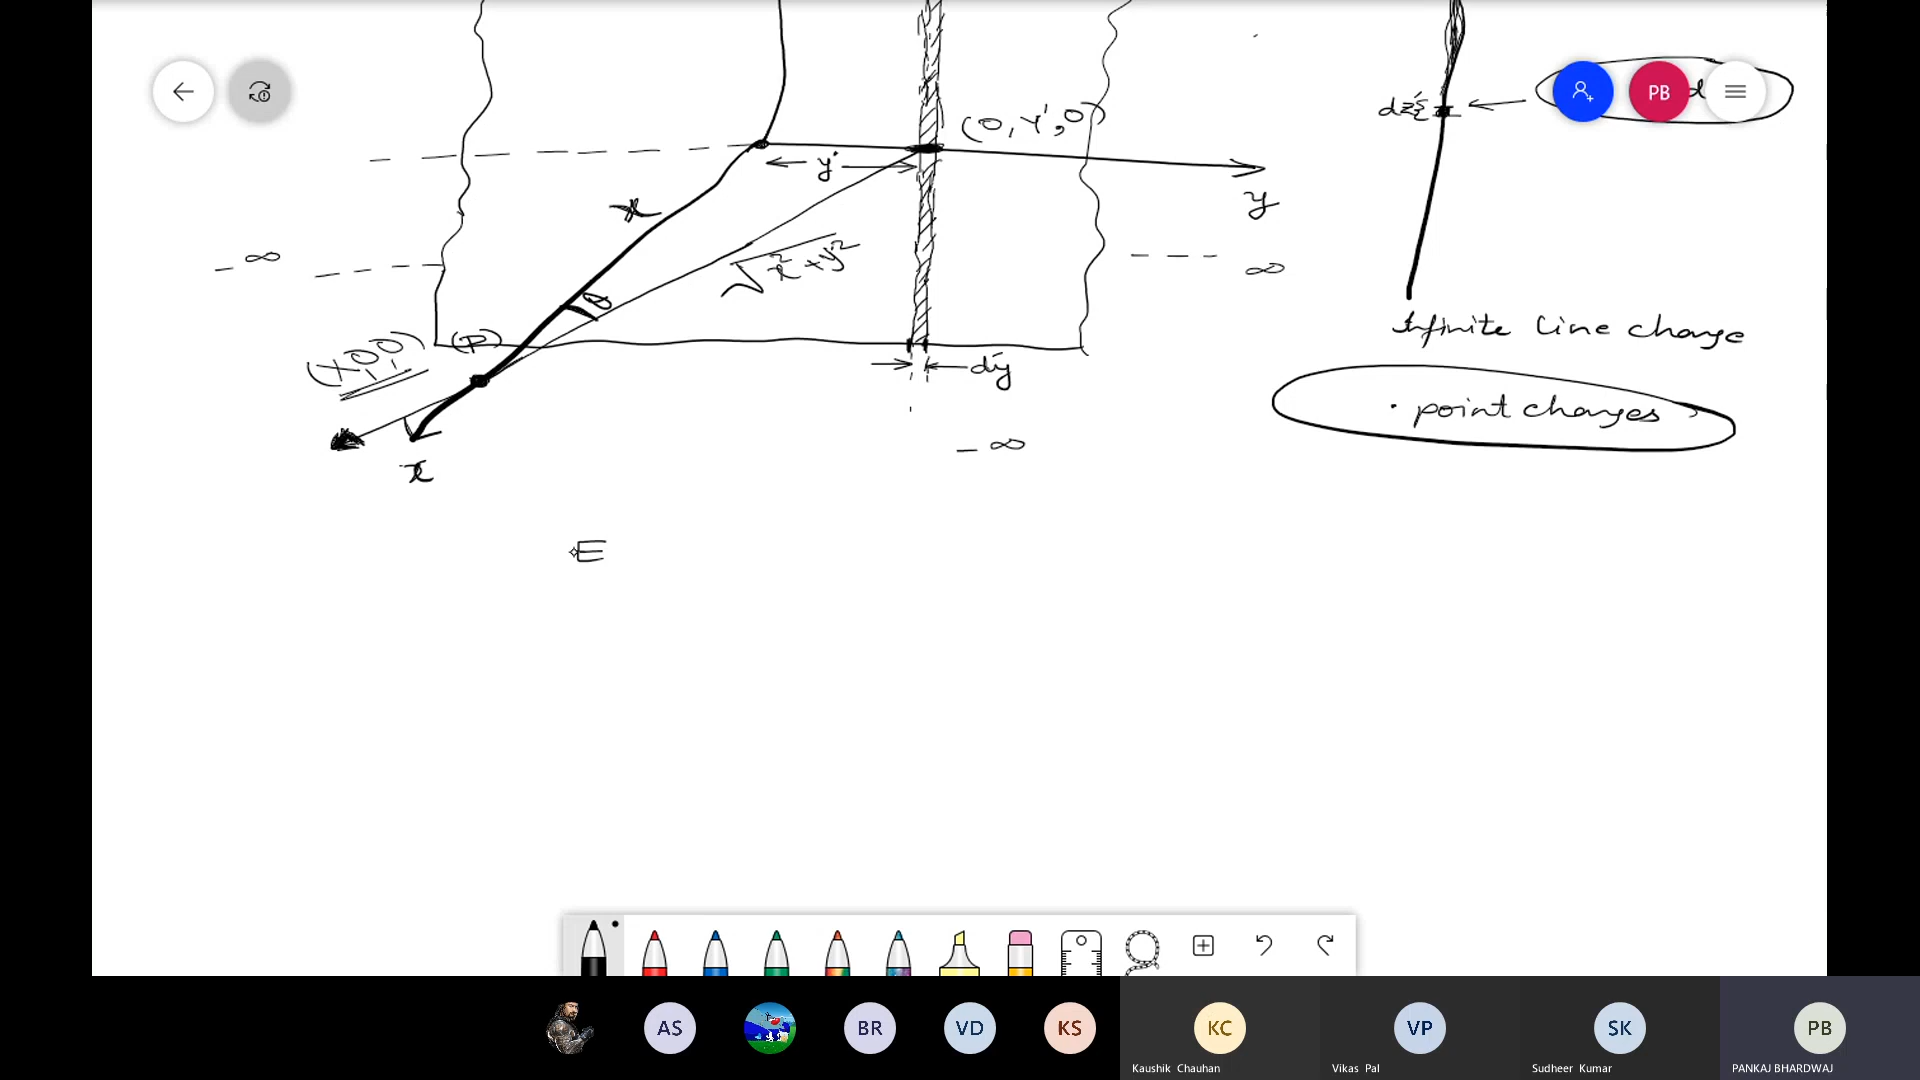 (0, Y', 0)
dz'{
PB
y'
x
y
- ∞
√x²+y'²
∞
θ
Infinite line charge
(x,0,0)
(P)
dy'
. point charges
- ∞
x
E
AS
BR
VD
KS
KC
VP
SK
PB
Kaushik Chauhan
Vikas Pal
Sudheer Kumar
PANKAJ BHARDWAJ